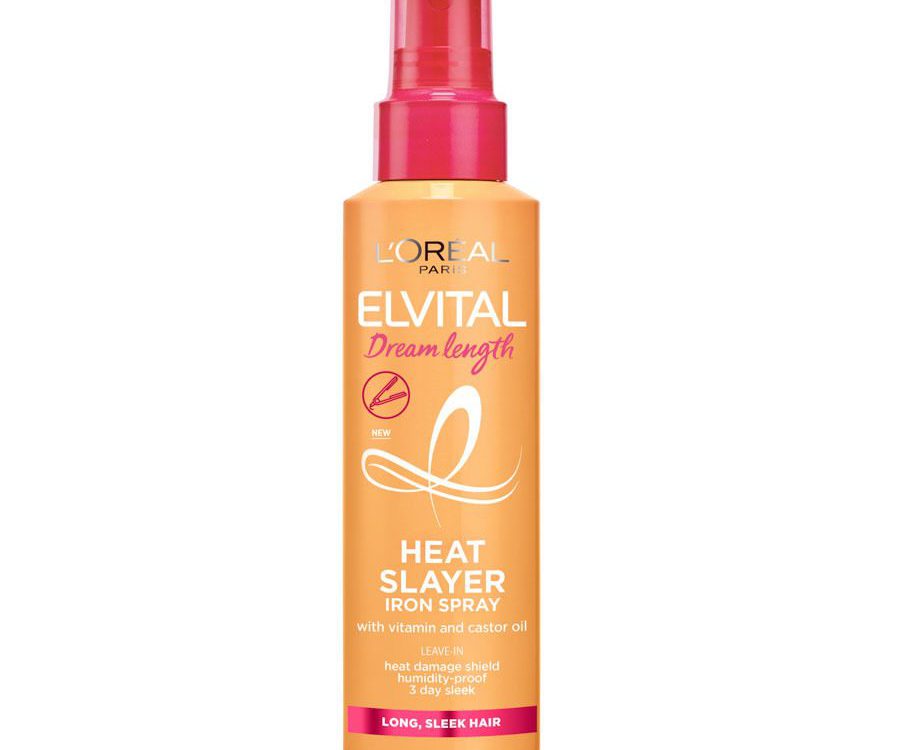 L'ORÉAL
PARIS
ELVITAL
Dream length
NEW
HEAT
SLAYER
IRON SPRAY
with vitamin and castor oil
LEAVE-IN
heat damage shield
humidity-proof
3 day sleek
LONG, SLEEK HAIR